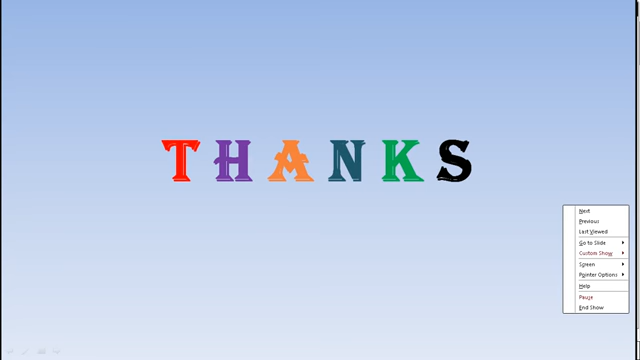 THANKS
Next
Previous
Last Viewed
Go to Slide
Custom Show
Screen
Pointer Options
Help
Pause
End Show